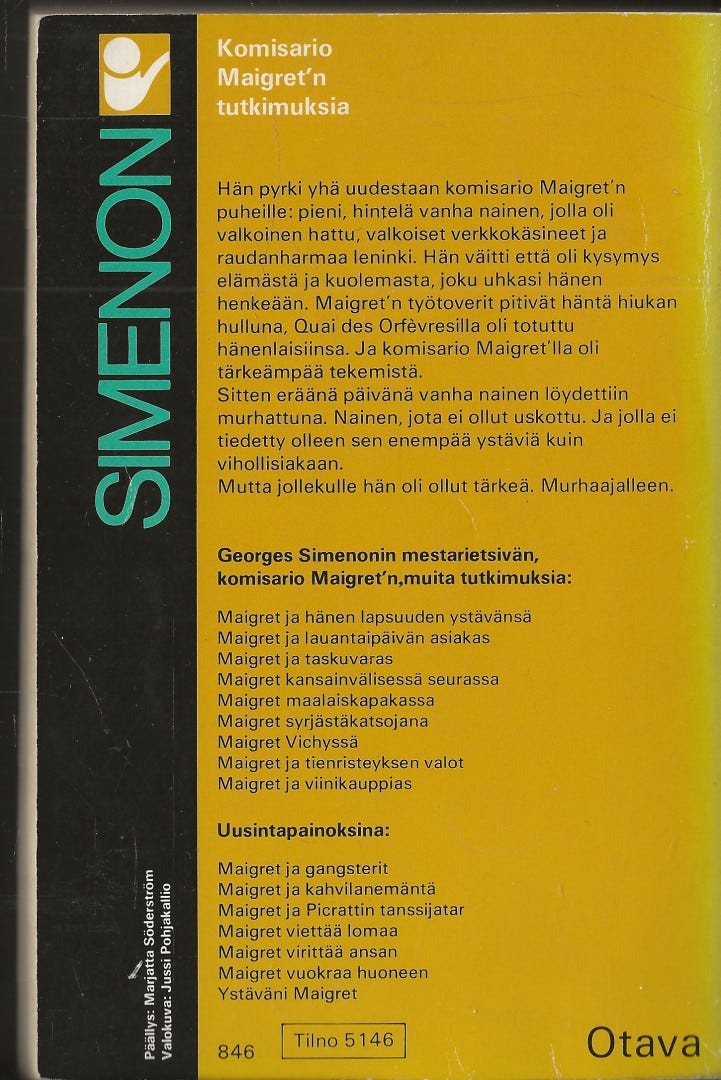 SIMENON
Komisario
Maigret’n
tutkimuksia
Hän pyrki yhä uudestaan komisario Maigret’n
puheille: pieni, hintelä vanha nainen, jolla oli
valkoinen hattu, valkoiset verkkokäsineet ja
raudanharmaa leninki. Hän väitti että oli kysymys
elämästä ja kuolemasta, joku uhkasi hänen
henkeään. Maigret’n työtoverit pitivät häntä hiukan
hulluna, Quai des Orfèvresilla oli totuttu
hänenlaisiinsa. Ja komisario Maigret’lla oli
tärkeämpää tekemistä.
Sitten eräänä päivänä vanha nainen löydettiin
murhattuna. Nainen, jota ei ollut uskottu. Ja jolla ei
tiedetty olleen sen enempää ystäviä kuin
vihollisiakaan.
Mutta jollekulle hän oli ollut tärkeä. Murhaajalleen.
Georges Simenonin mestarietsivän,
komisario Maigret’n,muita tutkimuksia:
Maigret ja hänen lapsuuden ystävänsä
Maigret ja lauantaipäivän asiakas
Maigret ja taskuvaras
Maigret kansainvälisessä seurassa
Maigret maalaiskapakassa
Maigret syrjästäkatsojana
Maigret Vichyssä
Maigret ja tienristeyksen valot
Maigret ja viinikauppias
Uusintapainoksina:
Maigret ja gangsterit
Maigret ja kahvilanemäntä
Maigret ja Picrattin tanssijatar
Maigret viettää lomaa
Maigret virittää ansan
Maigret vuokraa huoneen
Ystäväni Maigret
Päällys: Marjatta Söderström
Valokuva: Jussi Pohjakallio
846
Tilno 5146
Otava